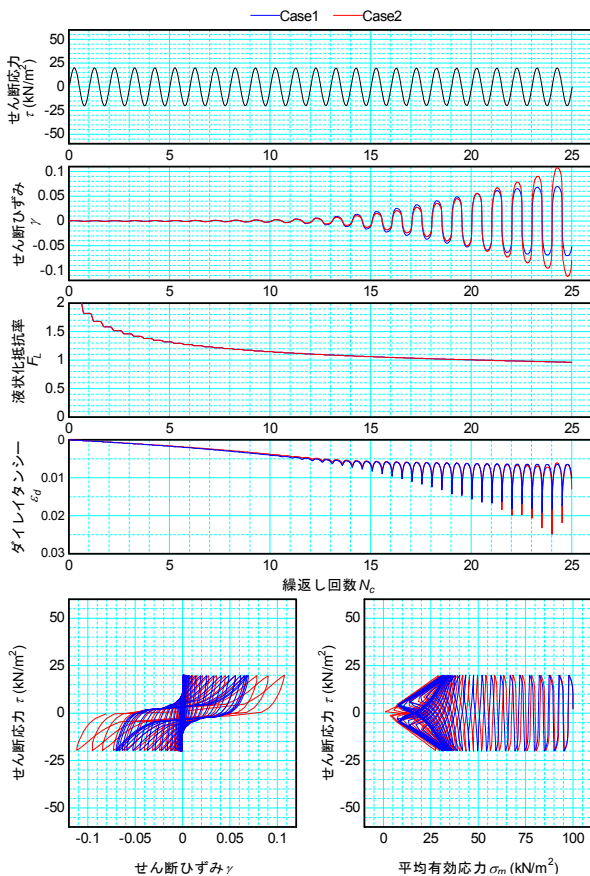 Case1 Case2
せん断応力
τ (kN/m²)
50
25
0
-25
-50
0 5 10 15 20 25
せん断ひずみ
γ
0.1
0.05
0
-0.05
-0.1
0 5 10 15 20 25
液状化抵抗率
F_L
2
1.5
1
0.5
0
0 5 10 15 20 25
ダイレイタンシー
ε_d
0
0.01
0.02
0.03
0 5 10 15 20 25
繰返し回数 N_c
せん断応力 τ (kN/m²)
50
25
0
-25
-50
-0.1 -0.05 0 0.05 0.1
せん断ひずみ γ
せん断応力 τ (kN/m²)
50
25
0
-25
-50
0 25 50 75 100
平均有効応力 σ_m (kN/m²)